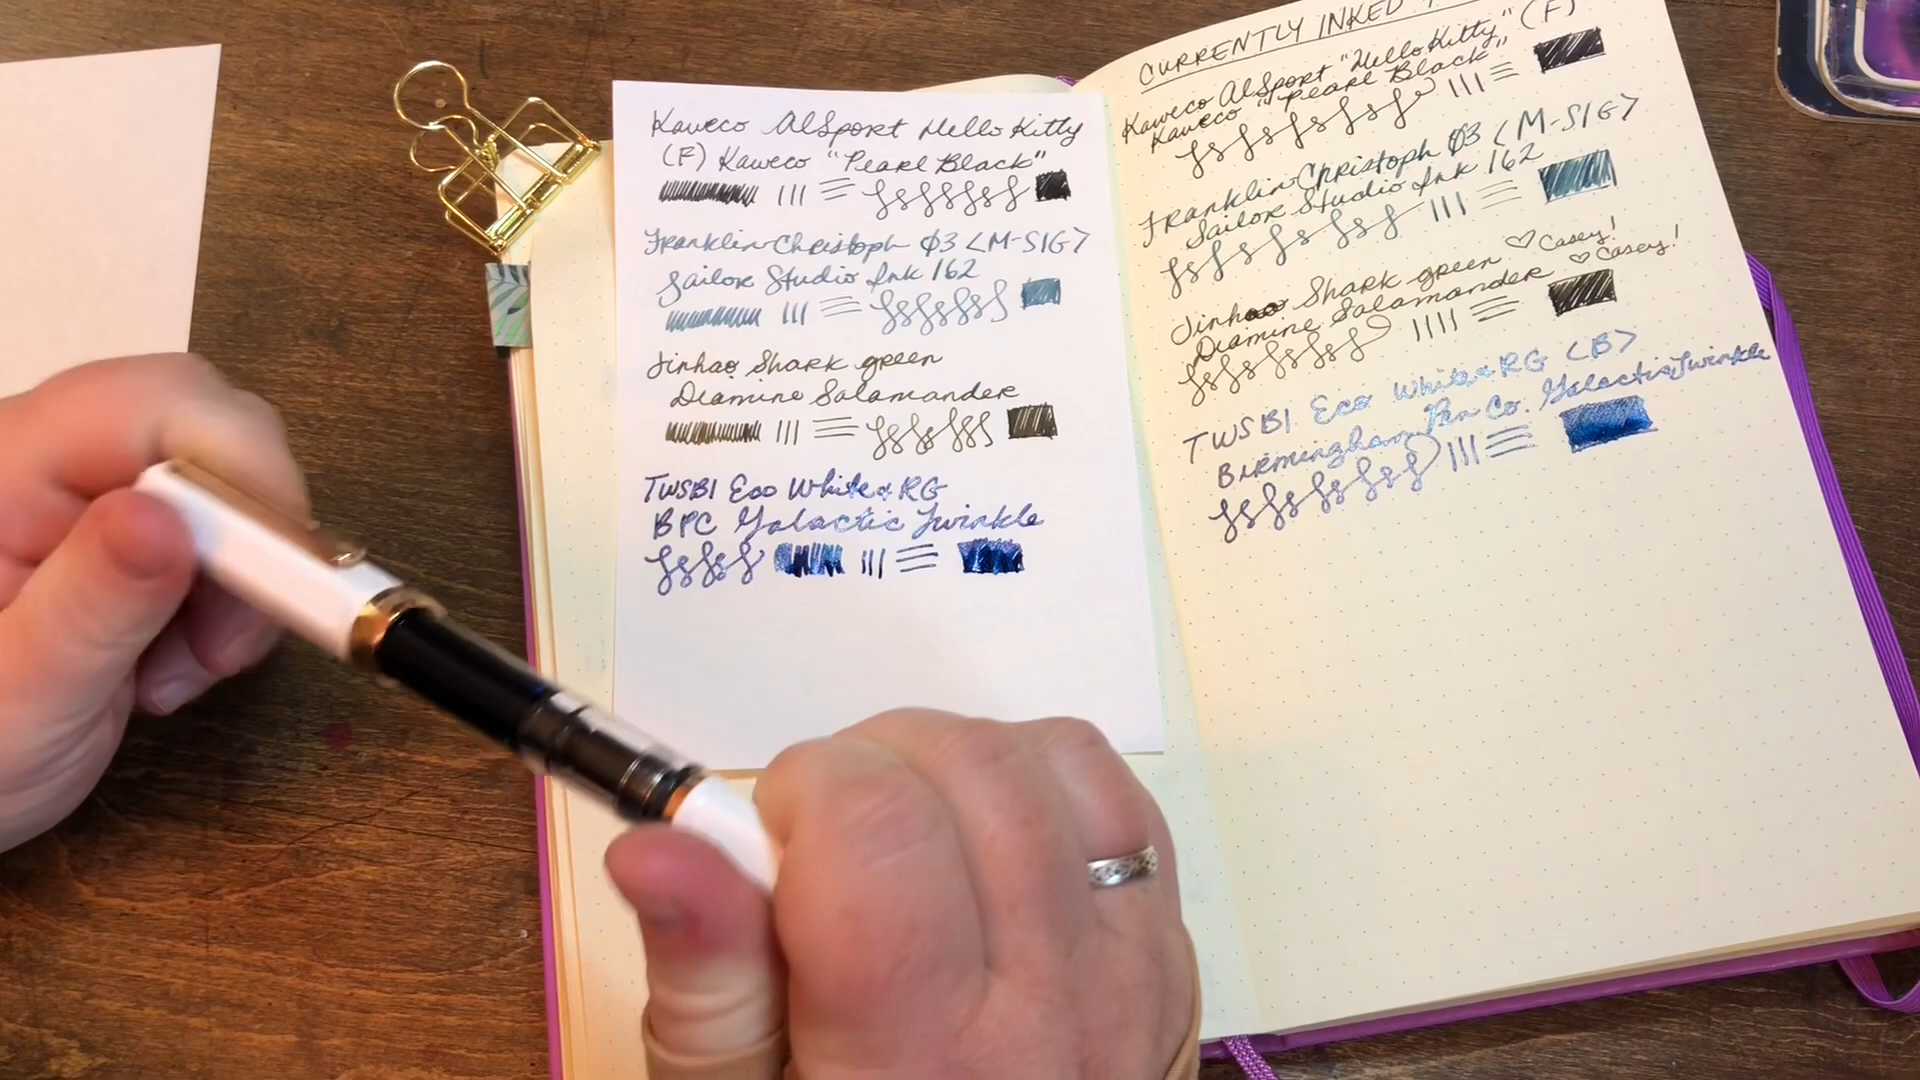 Kaweco AlSport Hello Kitty
(F) Kaweco "Pearl Black"
Franklin-Christoph Ø3 <M-SIG>
Sailor Studio Ink 162
Jinhao Shark green
Diamine Salamander
TWSBI Eco White & RG
BPC Galactic Twinkle
CURRENTLY INKED
Kaweco AlSport "Hello Kitty" (F)
Kaweco "Pearl Black"
Franklin-Christoph Ø3 <M-SIG>
Sailor Studio Ink 162
Jinhao Shark green ♡ Casey!
Diamine Salamander ♡ Casey!
TWSBI Eco White & RG <B>
Birmingham Pen Co. Galactic Twinkle